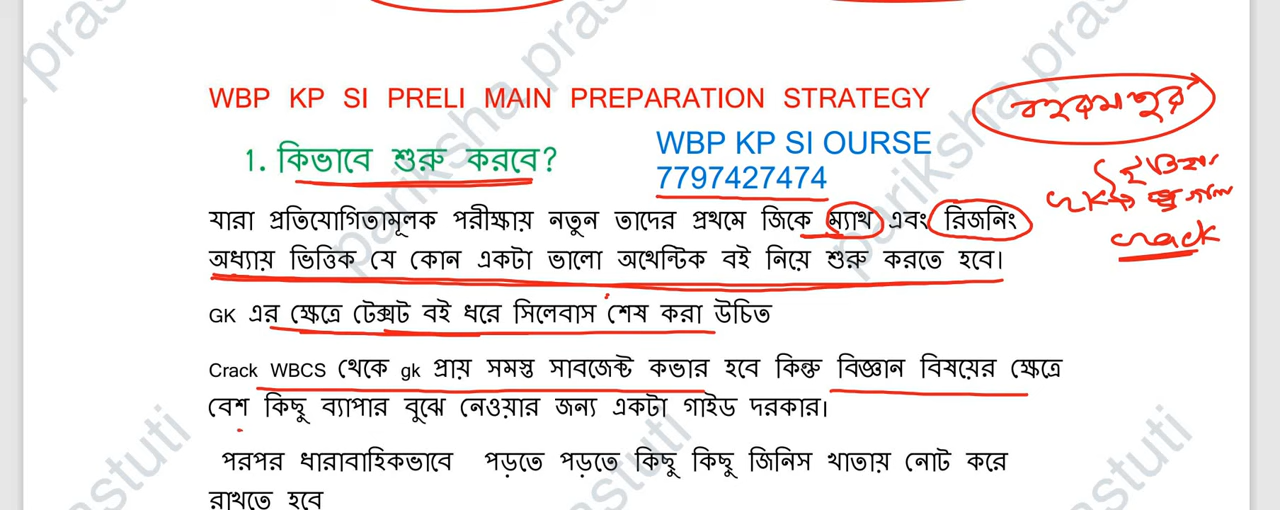 WBP KP SI PRELI MAIN PREPARATION STRATEGY
1. কিভাবে শুরু করবে?
WBP KP SI OURSE
7797427474
যারা প্রতিযোগিতামূলক পরীক্ষায় নতুন তাদের প্রথমে জিকে ম্যাথ এবং রিজনিং
অধ্যায় ভিত্তিক যে কোন একটা ভালো অথেন্টিক বই নিয়ে শুরু করতে হবে।
GK এর ক্ষেত্রে টেক্সট বই ধরে সিলেবাস শেষ করা উচিত
Crack WBCS থেকে gk প্রায় সমস্ত সাবজেক্ট কভার হবে কিন্তু বিজ্ঞান বিষয়ের ক্ষেত্রে
বেশ কিছু ব্যাপার বুঝে নেওয়ার জন্য একটা গাইড দরকার।
পরপর ধারাবাহিকভাবে পড়তে পড়তে কিছু কিছু জিনিস খাতায় নোট করে
রাখতে হবে
crack
pariksha prastuti